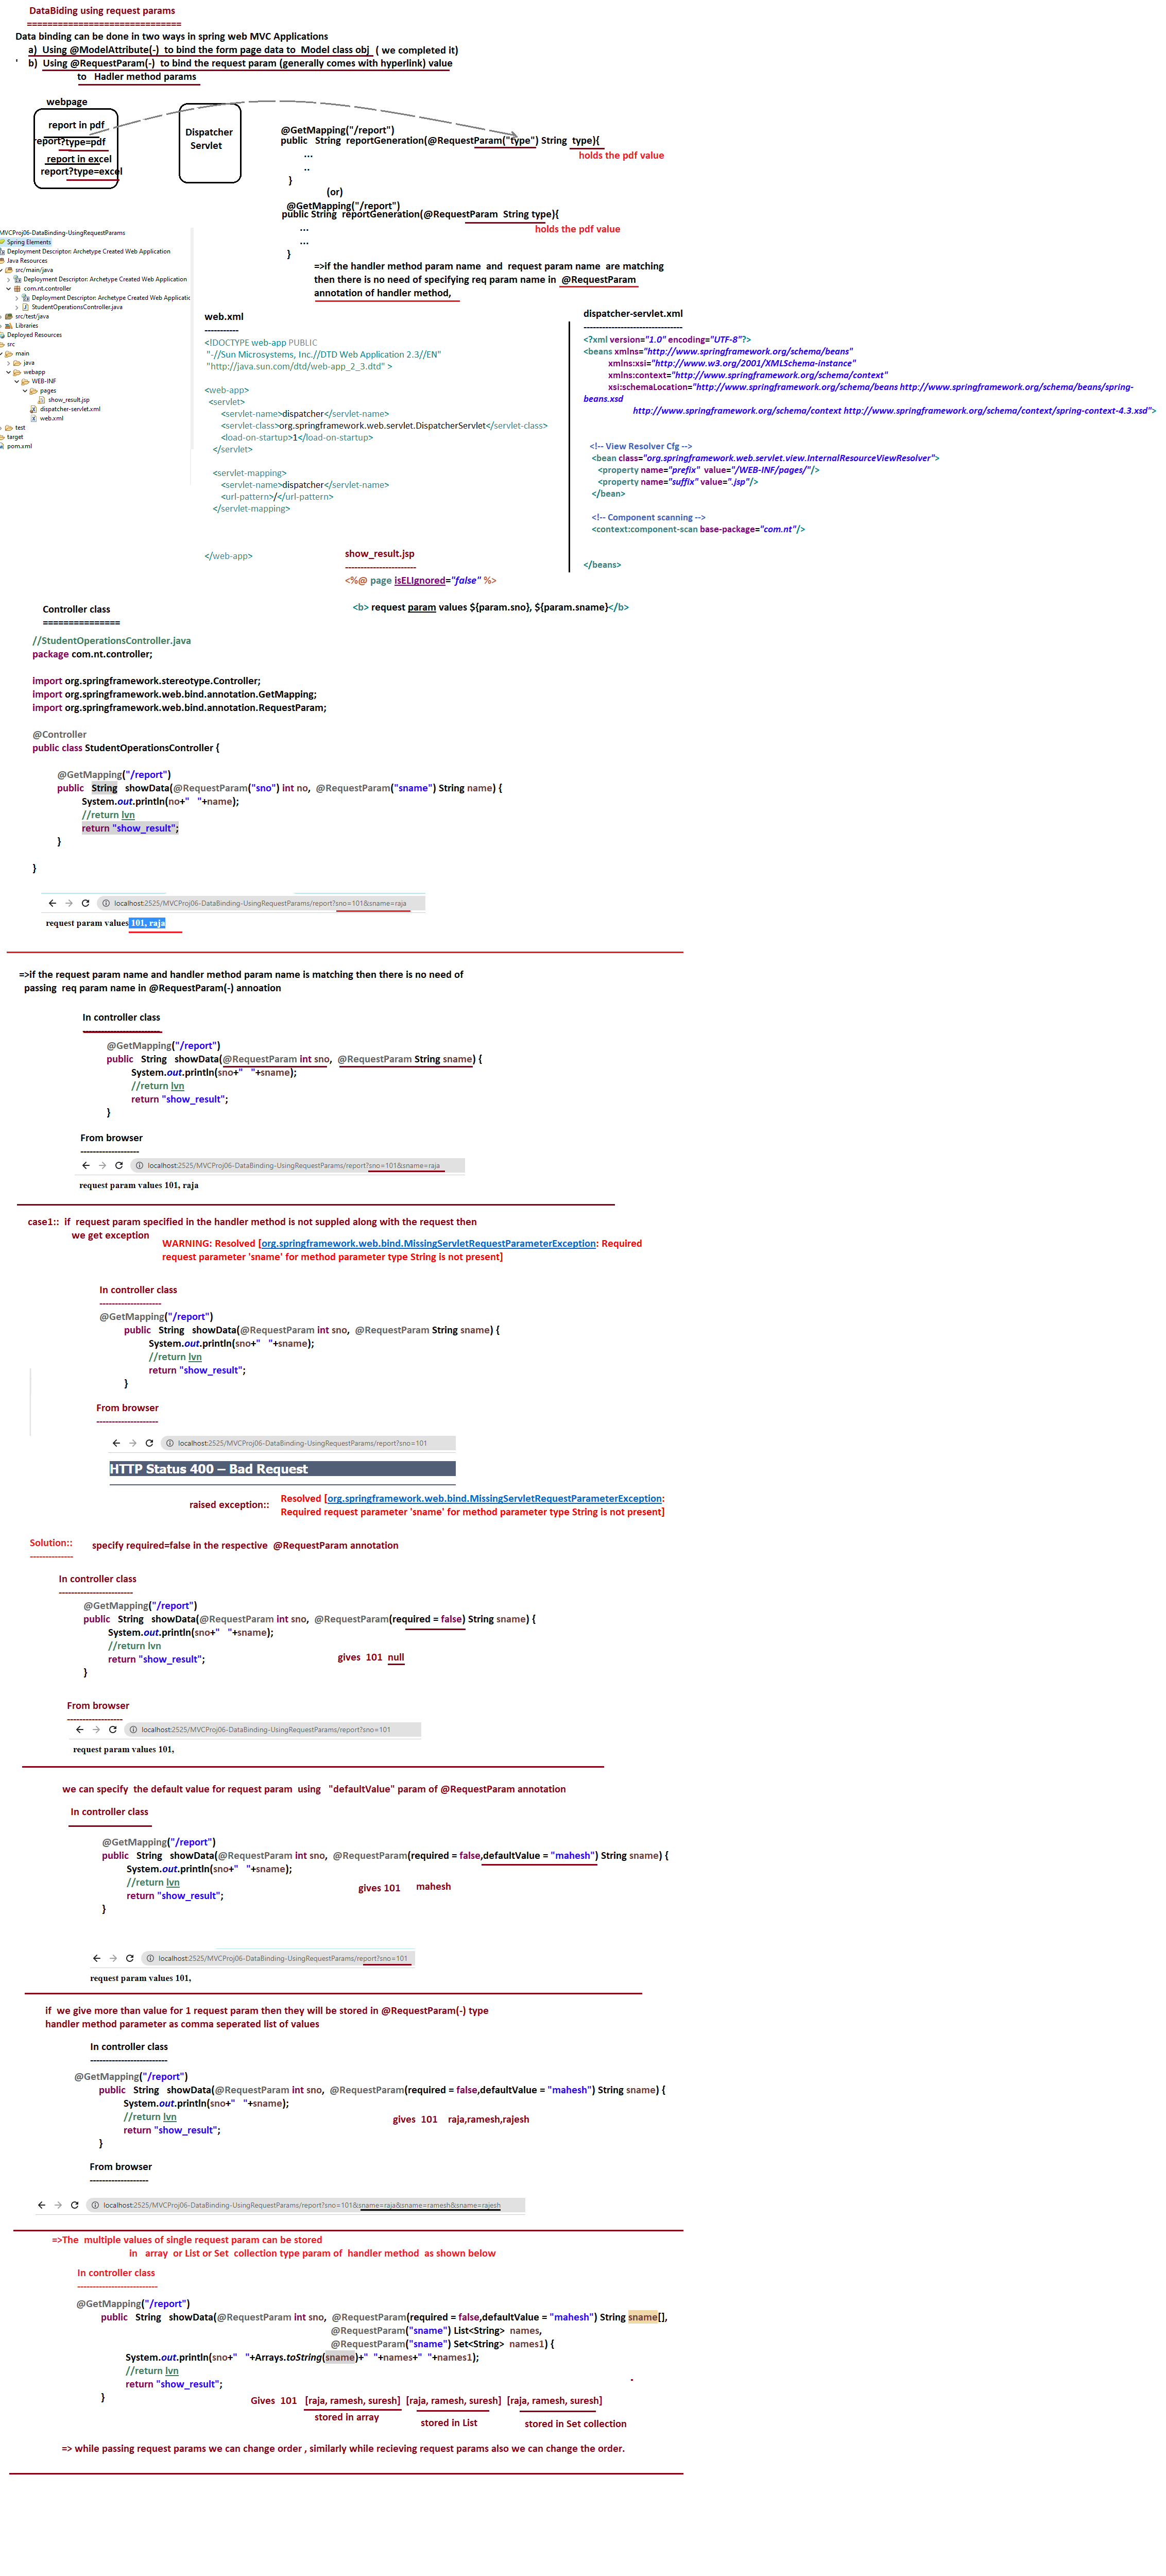 DataBiding using request params
==============================
Data binding can be done in two ways in spring web MVC Applications
a) Using @ModelAttribute(-) to bind the form page data to Model class obj ( we completed it)
' b) Using @RequestParam(-) to bind the request param (generally comes with hyperlink) value
to Hadler method params
webpage
report in pdf
report?type=pdf
report in excel
report?type=excel
Dispatcher
Servlet
@GetMapping("/report")
public String reportGeneration(@RequestParam("type") String type){
...
..
}
holds the pdf value
(or)
@GetMapping("/report")
public String reportGeneration(@RequestParam String type){
...
...
}
holds the pdf value
=>if the handler method param name and request param name are matching
then there is no need of specifying req param name in @RequestParam
annotation of handler method,
MVCProj06-DataBinding-UsingRequestParams
Spring Elements
Deployment Descriptor: Archetype Created Web Application
Java Resources
src/main/java
Deployment Descriptor: Archetype Created Web Application
com.nt.controller
Deployment Descriptor: Archetype Created Web Applicatic
StudentOperationsController.java
src/test/java
Libraries
Deployed Resources
src
main
java
webapp
WEB-INF
pages
show_result.jsp
dispatcher-servlet.xml
web.xml
test
target
pom.xml
web.xml
-----------
<!DOCTYPE web-app PUBLIC
"-//Sun Microsystems, Inc.//DTD Web Application 2.3//EN"
"http://java.sun.com/dtd/web-app_2_3.dtd" >
<web-app>
<servlet>
<servlet-name>dispatcher</servlet-name>
<servlet-class>org.springframework.web.servlet.DispatcherServlet</servlet-class>
<load-on-startup>1</load-on-startup>
</servlet>
<servlet-mapping>
<servlet-name>dispatcher</servlet-name>
<url-pattern>/</url-pattern>
</servlet-mapping>
</web-app>
dispatcher-servlet.xml
--------------------------------
<?xml version="1.0" encoding="UTF-8"?>
<beans xmlns="http://www.springframework.org/schema/beans"
xmlns:xsi="http://www.w3.org/2001/XMLSchema-instance"
xmlns:context="http://www.springframework.org/schema/context"
xsi:schemaLocation="http://www.springframework.org/schema/beans http://www.springframework.org/schema/beans/spring-
beans.xsd
http://www.springframework.org/schema/context http://www.springframework.org/schema/context/spring-context-4.3.xsd">
<!-- View Resolver Cfg -->
<bean class="org.springframework.web.servlet.view.InternalResourceViewResolver">
<property name="prefix" value="/WEB-INF/pages/"/>
<property name="suffix" value=".jsp"/>
</bean>
<!-- Component scanning -->
<context:component-scan base-package="com.nt"/>
</beans>
show_result.jsp
-----------------------
<%@ page isELIgnored="false" %>
<b> request param values ${param.sno}, ${param.sname}</b>
Controller class
===============
//StudentOperationsController.java
package com.nt.controller;
import org.springframework.stereotype.Controller;
import org.springframework.web.bind.annotation.GetMapping;
import org.springframework.web.bind.annotation.RequestParam;
@Controller
public class StudentOperationsController {
@GetMapping("/report")
public String showData(@RequestParam("sno") int no, @RequestParam("sname") String name) {
System.out.println(no+" "+name);
//return lvn
return "show_result";
}
}
localhost:2525/MVCProj06-DataBinding-UsingRequestParams/report?sno=101&sname=raja
request param values 101, raja
=>if the request param name and handler method param name is matching then there is no need of
passing req param name in @RequestParam(-) annoation
In controller class
-------------------------
@GetMapping("/report")
public String showData(@RequestParam int sno, @RequestParam String sname) {
System.out.println(sno+" "+sname);
//return lvn
return "show_result";
}
From browser
-------------------
localhost:2525/MVCProj06-DataBinding-UsingRequestParams/report?sno=101&sname=raja
request param values 101, raja
case1:: if request param specified in the handler method is not suppled along with the request then
we get exception
WARNING: Resolved [org.springframework.web.bind.MissingServletRequestParameterException: Required
request parameter 'sname' for method parameter type String is not present]
In controller class
--------------------
@GetMapping("/report")
public String showData(@RequestParam int sno, @RequestParam String sname) {
System.out.println(sno+" "+sname);
//return lvn
return "show_result";
}
From browser
--------------------
localhost:2525/MVCProj06-DataBinding-UsingRequestParams/report?sno=101
HTTP Status 400 – Bad Request
raised exception:: Resolved [org.springframework.web.bind.MissingServletRequestParameterException:
Required request parameter 'sname' for method parameter type String is not present]
Solution:: specify required=false in the respective @RequestParam annotation
--------------
In controller class
------------------------
@GetMapping("/report")
public String showData(@RequestParam int sno, @RequestParam(required = false) String sname) {
System.out.println(sno+" "+sname);
//return lvn
return "show_result";
}
gives 101 null
From browser
------------------
localhost:2525/MVCProj06-DataBinding-UsingRequestParams/report?sno=101
request param values 101,
we can specify the default value for request param using "defaultValue" param of @RequestParam annotation
In controller class
@GetMapping("/report")
public String showData(@RequestParam int sno, @RequestParam(required = false,defaultValue = "mahesh") String sname) {
System.out.println(sno+" "+sname);
//return lvn
return "show_result";
}
gives 101 mahesh
localhost:2525/MVCProj06-DataBinding-UsingRequestParams/report?sno=101
request param values 101,
if we give more than value for 1 request param then they will be stored in @RequestParam(-) type
handler method parameter as comma seperated list of values
In controller class
-------------------------
@GetMapping("/report")
public String showData(@RequestParam int sno, @RequestParam(required = false,defaultValue = "mahesh") String sname) {
System.out.println(sno+" "+sname);
//return lvn
return "show_result";
}
gives 101 raja,ramesh,rajesh
From browser
-------------------
localhost:2525/MVCProj06-DataBinding-UsingRequestParams/report?sno=101&sname=raja&sname=ramesh&sname=rajesh
=>The multiple values of single request param can be stored
in array or List or Set collection type param of handler method as shown below
In controller class
--------------------------
@GetMapping("/report")
public String showData(@RequestParam int sno, @RequestParam(required = false,defaultValue = "mahesh") String sname[],
@RequestParam("sname") List<String> names,
@RequestParam("sname") Set<String> names1) {
System.out.println(sno+" "+Arrays.toString(sname)+" "+names+" "+names1);
//return lvn
return "show_result";
}
Gives 101 [raja, ramesh, suresh] [raja, ramesh, suresh] [raja, ramesh, suresh]
stored in array
stored in List
stored in Set collection
=> while passing request params we can change order , similarly while recieving request params also we can change the order.